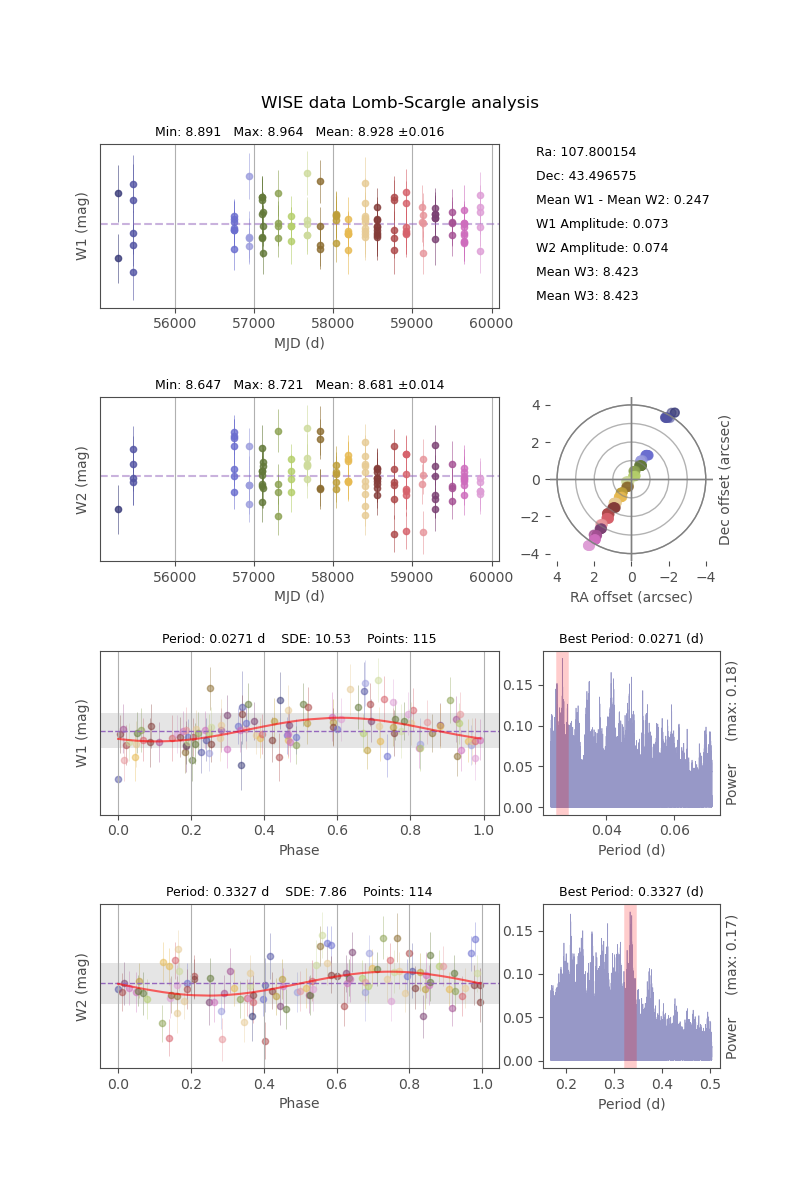 WISE data Lomb-Scargle analysis
Min: 8.891 Max: 8.964 Mean: 8.928 ±0.016
W1 (mag)
56000 57000 58000 59000 60000
MJD (d)
Ra: 107.800154
Dec: 43.496575
Mean W1 - Mean W2: 0.247
W1 Amplitude: 0.073
W2 Amplitude: 0.074
Mean W3: 8.423
Mean W3: 8.423
Min: 8.647 Max: 8.721 Mean: 8.681 ±0.014
W2 (mag)
56000 57000 58000 59000 60000
MJD (d)
4
2
0
−2
−4
4 2 0 −2 −4
RA offset (arcsec)
Dec offset (arcsec)
Period: 0.0271 d SDE: 10.53 Points: 115
W1 (mag)
0.0 0.2 0.4 0.6 0.8 1.0
Phase
Best Period: 0.0271 (d)
0.15
0.10
0.05
0.00
0.04 0.06
Period (d)
Power (max: 0.18)
Period: 0.3327 d SDE: 7.86 Points: 114
W2 (mag)
0.0 0.2 0.4 0.6 0.8 1.0
Phase
Best Period: 0.3327 (d)
0.15
0.10
0.05
0.00
0.2 0.3 0.4 0.5
Period (d)
Power (max: 0.17)